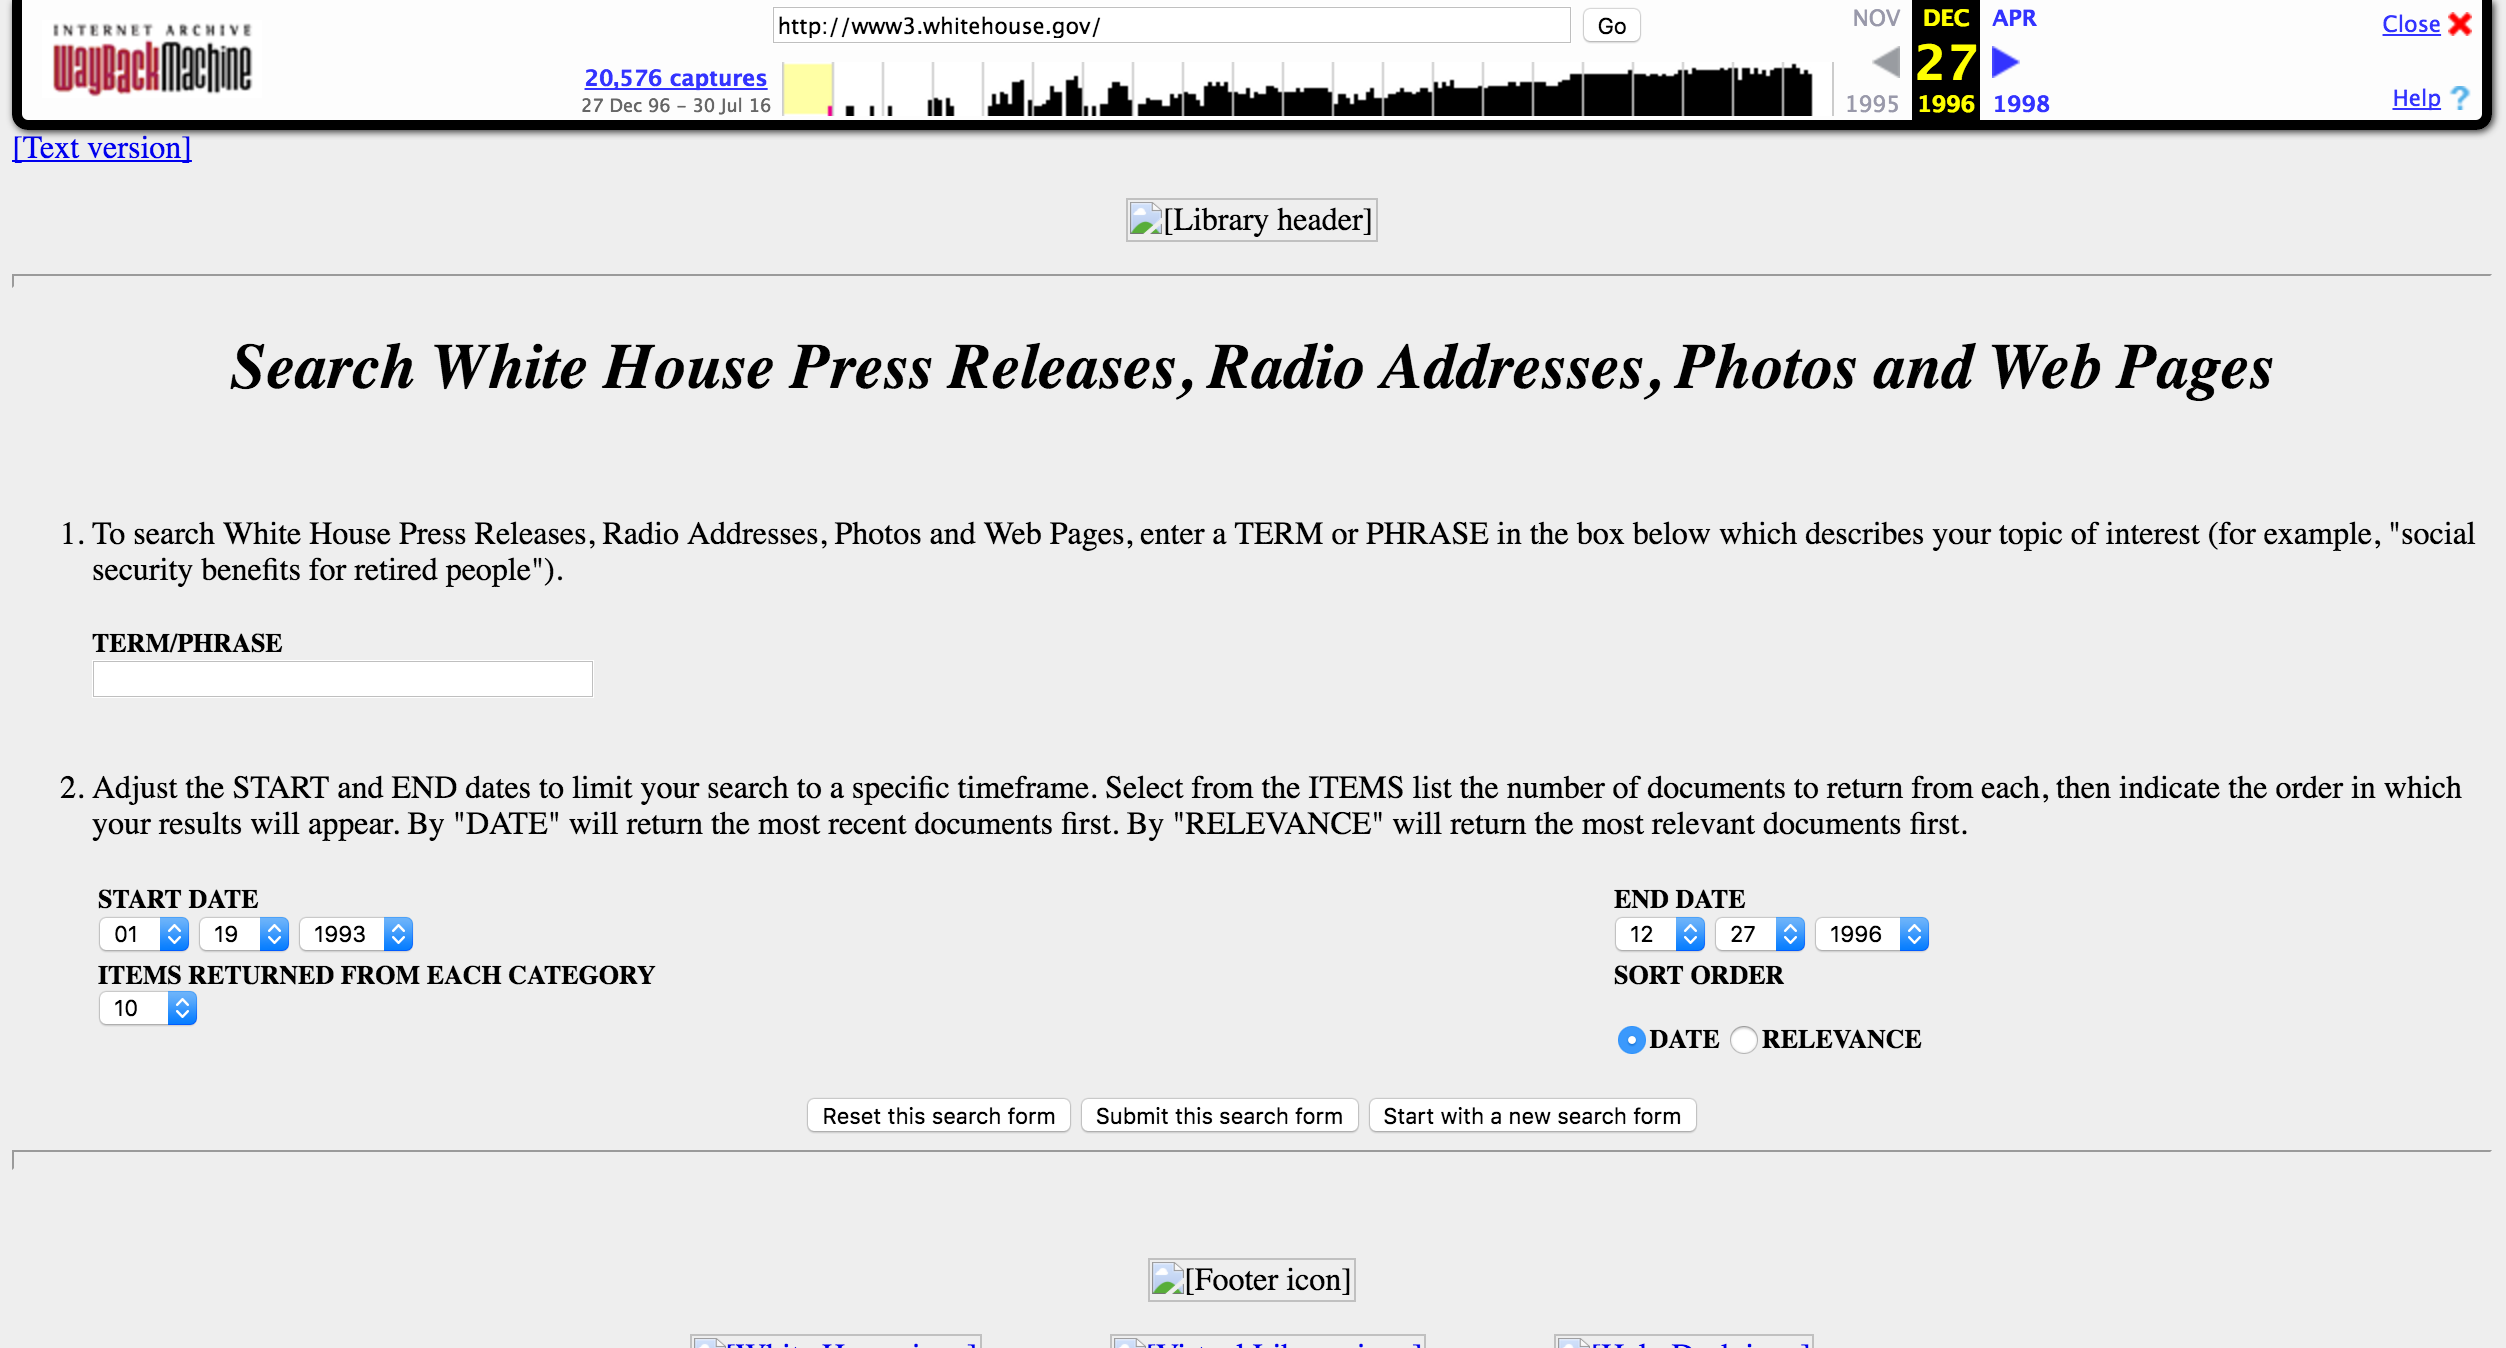 INTERNET ARCHIVE
WayBackMachine
http://www3.whitehouse.gov/
Go
20,576 captures
27 Dec 96 – 30 Jul 16
NOV DEC APR
27
1995 1996 1998
Close
Help ?
[Text version]
[Library header]
Search White House Press Releases, Radio Addresses, Photos and Web Pages
1. To search White House Press Releases, Radio Addresses, Photos and Web Pages, enter a TERM or PHRASE in the box below which describes your topic of interest (for example, "social
security benefits for retired people").
TERM/PHRASE
2. Adjust the START and END dates to limit your search to a specific timeframe. Select from the ITEMS list the number of documents to return from each, then indicate the order in which
your results will appear. By "DATE" will return the most recent documents first. By "RELEVANCE" will return the most relevant documents first.
START DATE
01 19 1993
END DATE
12 27 1996
ITEMS RETURNED FROM EACH CATEGORY
10
SORT ORDER
DATE RELEVANCE
Reset this search form Submit this search form Start with a new search form
[Footer icon]